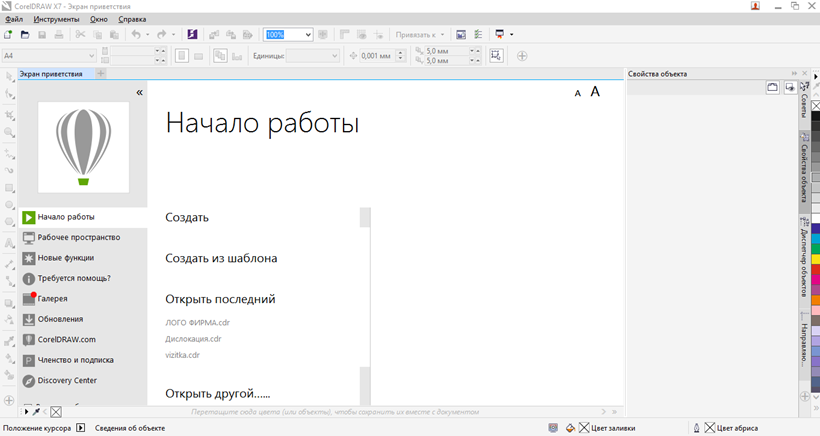 CorelDRAW X7 - Экран приветствия
Файл Инструменты Окно Справка
100% Привязать к
A4 Единицы: 0,001 мм 5,0 мм
5,0 мм
Экран приветствия
Свойства объекта
« A A
Начало работы
Начало работы
Рабочее пространство
Новые функции
Требуется помощь?
Галерея
Обновления
CorelDRAW.com
Членство и подписка
Discovery Center
Создать
Создать из шаблона
Открыть последний
ЛОГО ФИРМА.cdr
Дислокация.cdr
vizitka.cdr
Открыть другой......
Советы
Свойства объекта
Диспетчер объектов
Направляю...
Перетащите сюда цвета (или объекты), чтобы сохранить их вместе с документом
Положение курсора Сведения об объекте Цвет заливки Цвет абриса